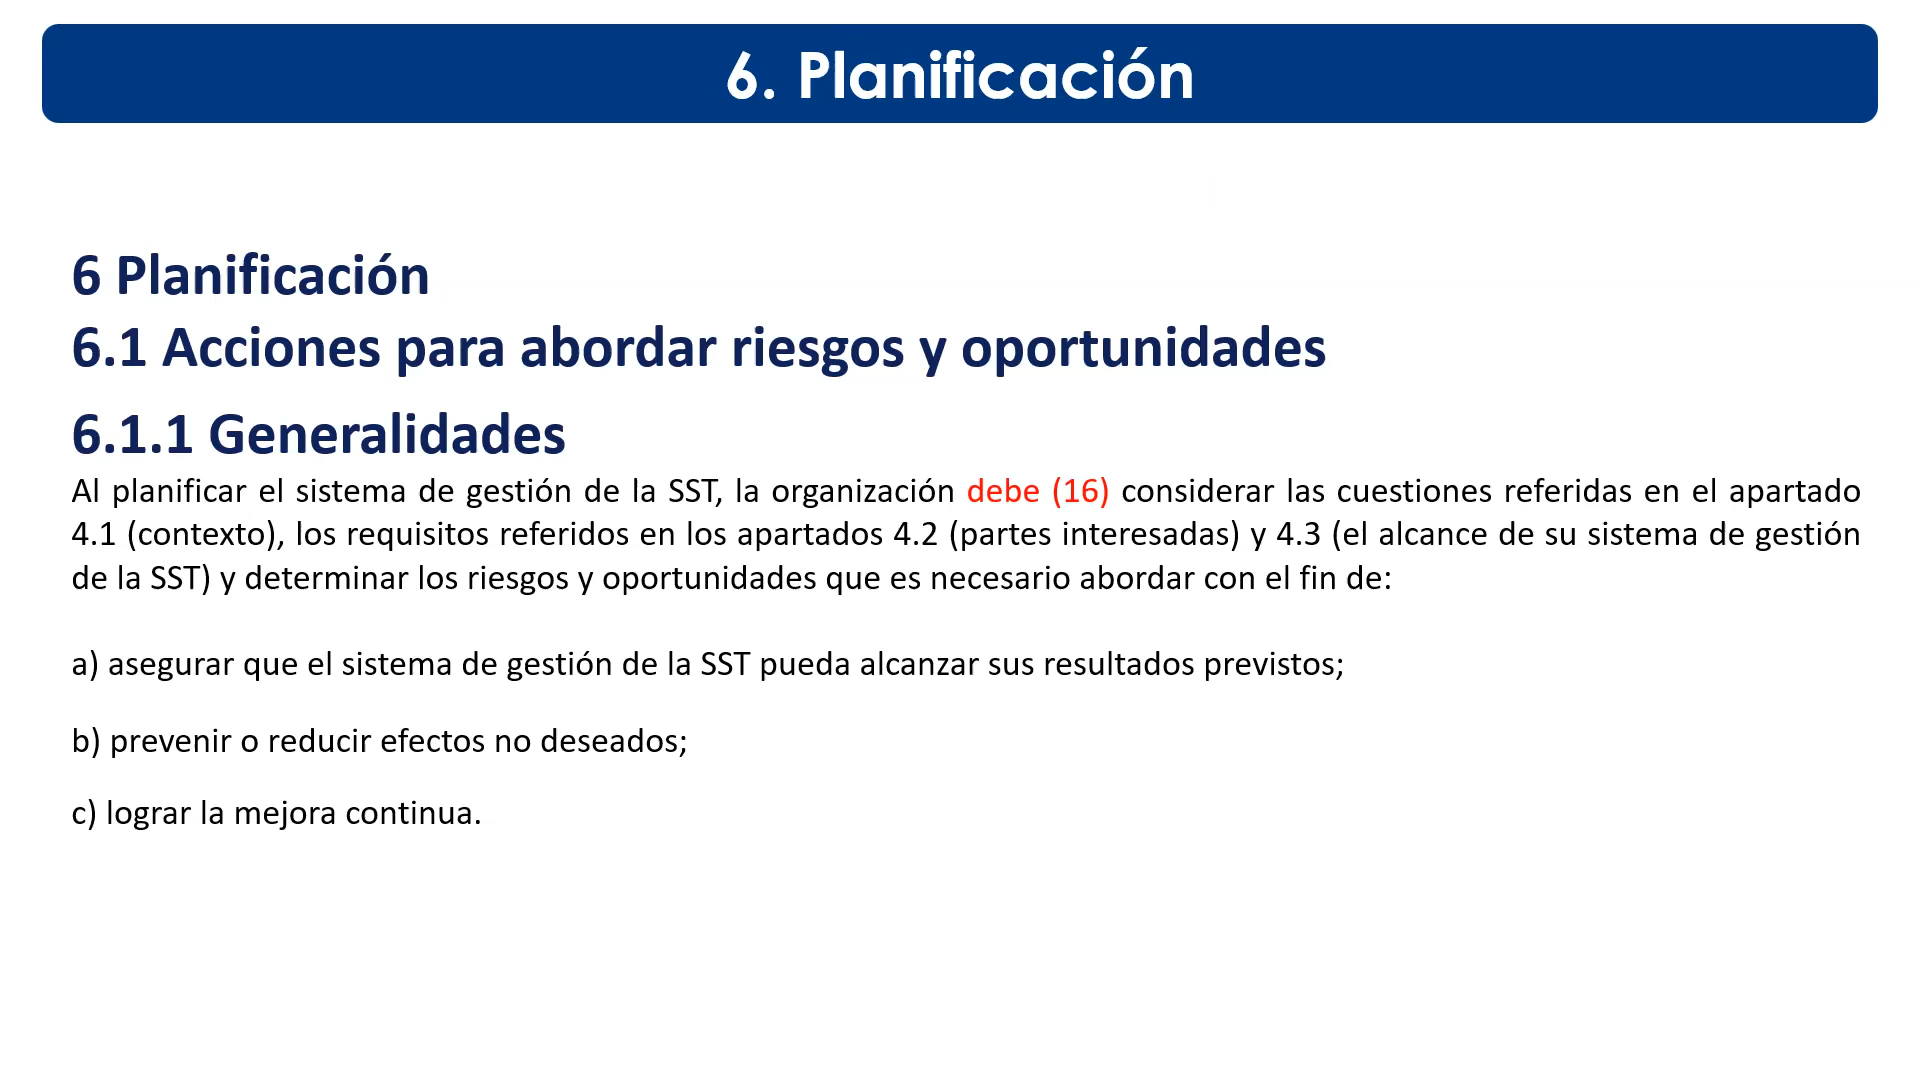 6. Planificación
6 Planificación
6.1 Acciones para abordar riesgos y oportunidades
6.1.1 Generalidades
Al planificar el sistema de gestión de la SST, la organización debe (16) considerar las cuestiones referidas en el apartado
4.1 (contexto), los requisitos referidos en los apartados 4.2 (partes interesadas) y 4.3 (el alcance de su sistema de gestión
de la SST) y determinar los riesgos y oportunidades que es necesario abordar con el fin de:
a) asegurar que el sistema de gestión de la SST pueda alcanzar sus resultados previstos;
b) prevenir o reducir efectos no deseados;
c) lograr la mejora continua.